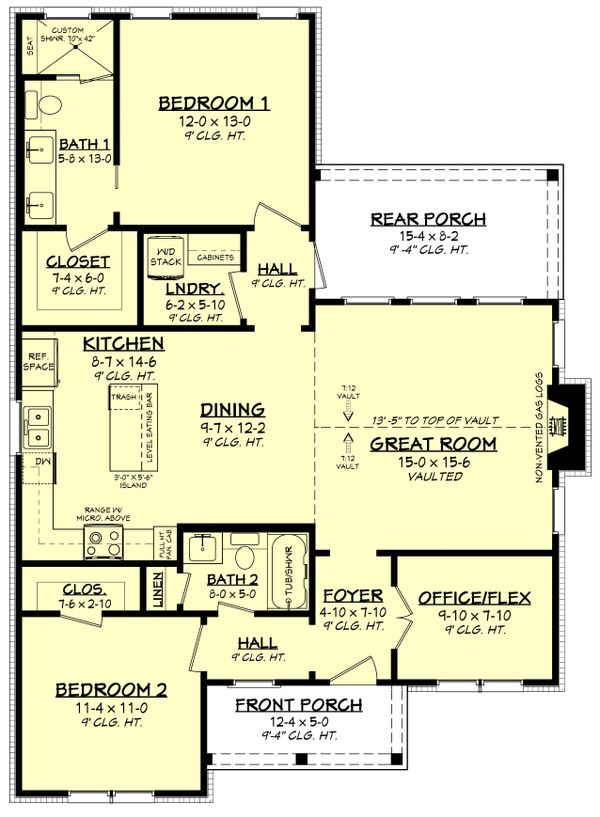 CUSTOM
SHWR. 70"x 42"
SEAT
BEDROOM 1
12-0 x 13-0
9' CLG. HT.
BATH 1
5-8 x 13-0
REAR PORCH
15-4 x 8-2
9'-4" CLG. HT.
CLOSET
7-4 x 6-0
9' CLG. HT.
W/D
STACK
CABINETS
LNDRY.
6-2 x 5-10
9' CLG. HT.
HALL
9' CLG. HT.
KITCHEN
8-7 x 14-6
9' CLG. HT.
REF.
SPACE
TRASH
LEVEL EATING BAR
3'-0" x 5'-6"
ISLAND
DW
RANGE W/
MICRO. ABOVE
FULL HT.
PAN. CAB.
DINING
9-7 x 12-2
9' CLG. HT.
7:12
VAULT
13'-5" TO TOP OF VAULT
GREAT ROOM
15-0 x 15-6
VAULTED
7:12
VAULT
NON-VENTED GAS LOGS
CLOS.
7-6 x 2-10
LINEN
BATH 2
8-0 x 5-0
TUB/SHWR
FOYER
4-10 x 7-10
9' CLG. HT.
OFFICE/FLEX
9-10 x 7-10
9' CLG. HT.
HALL
9' CLG. HT.
BEDROOM 2
11-4 x 11-0
9' CLG. HT.
FRONT PORCH
12-4 x 5-0
9'-4" CLG. HT.